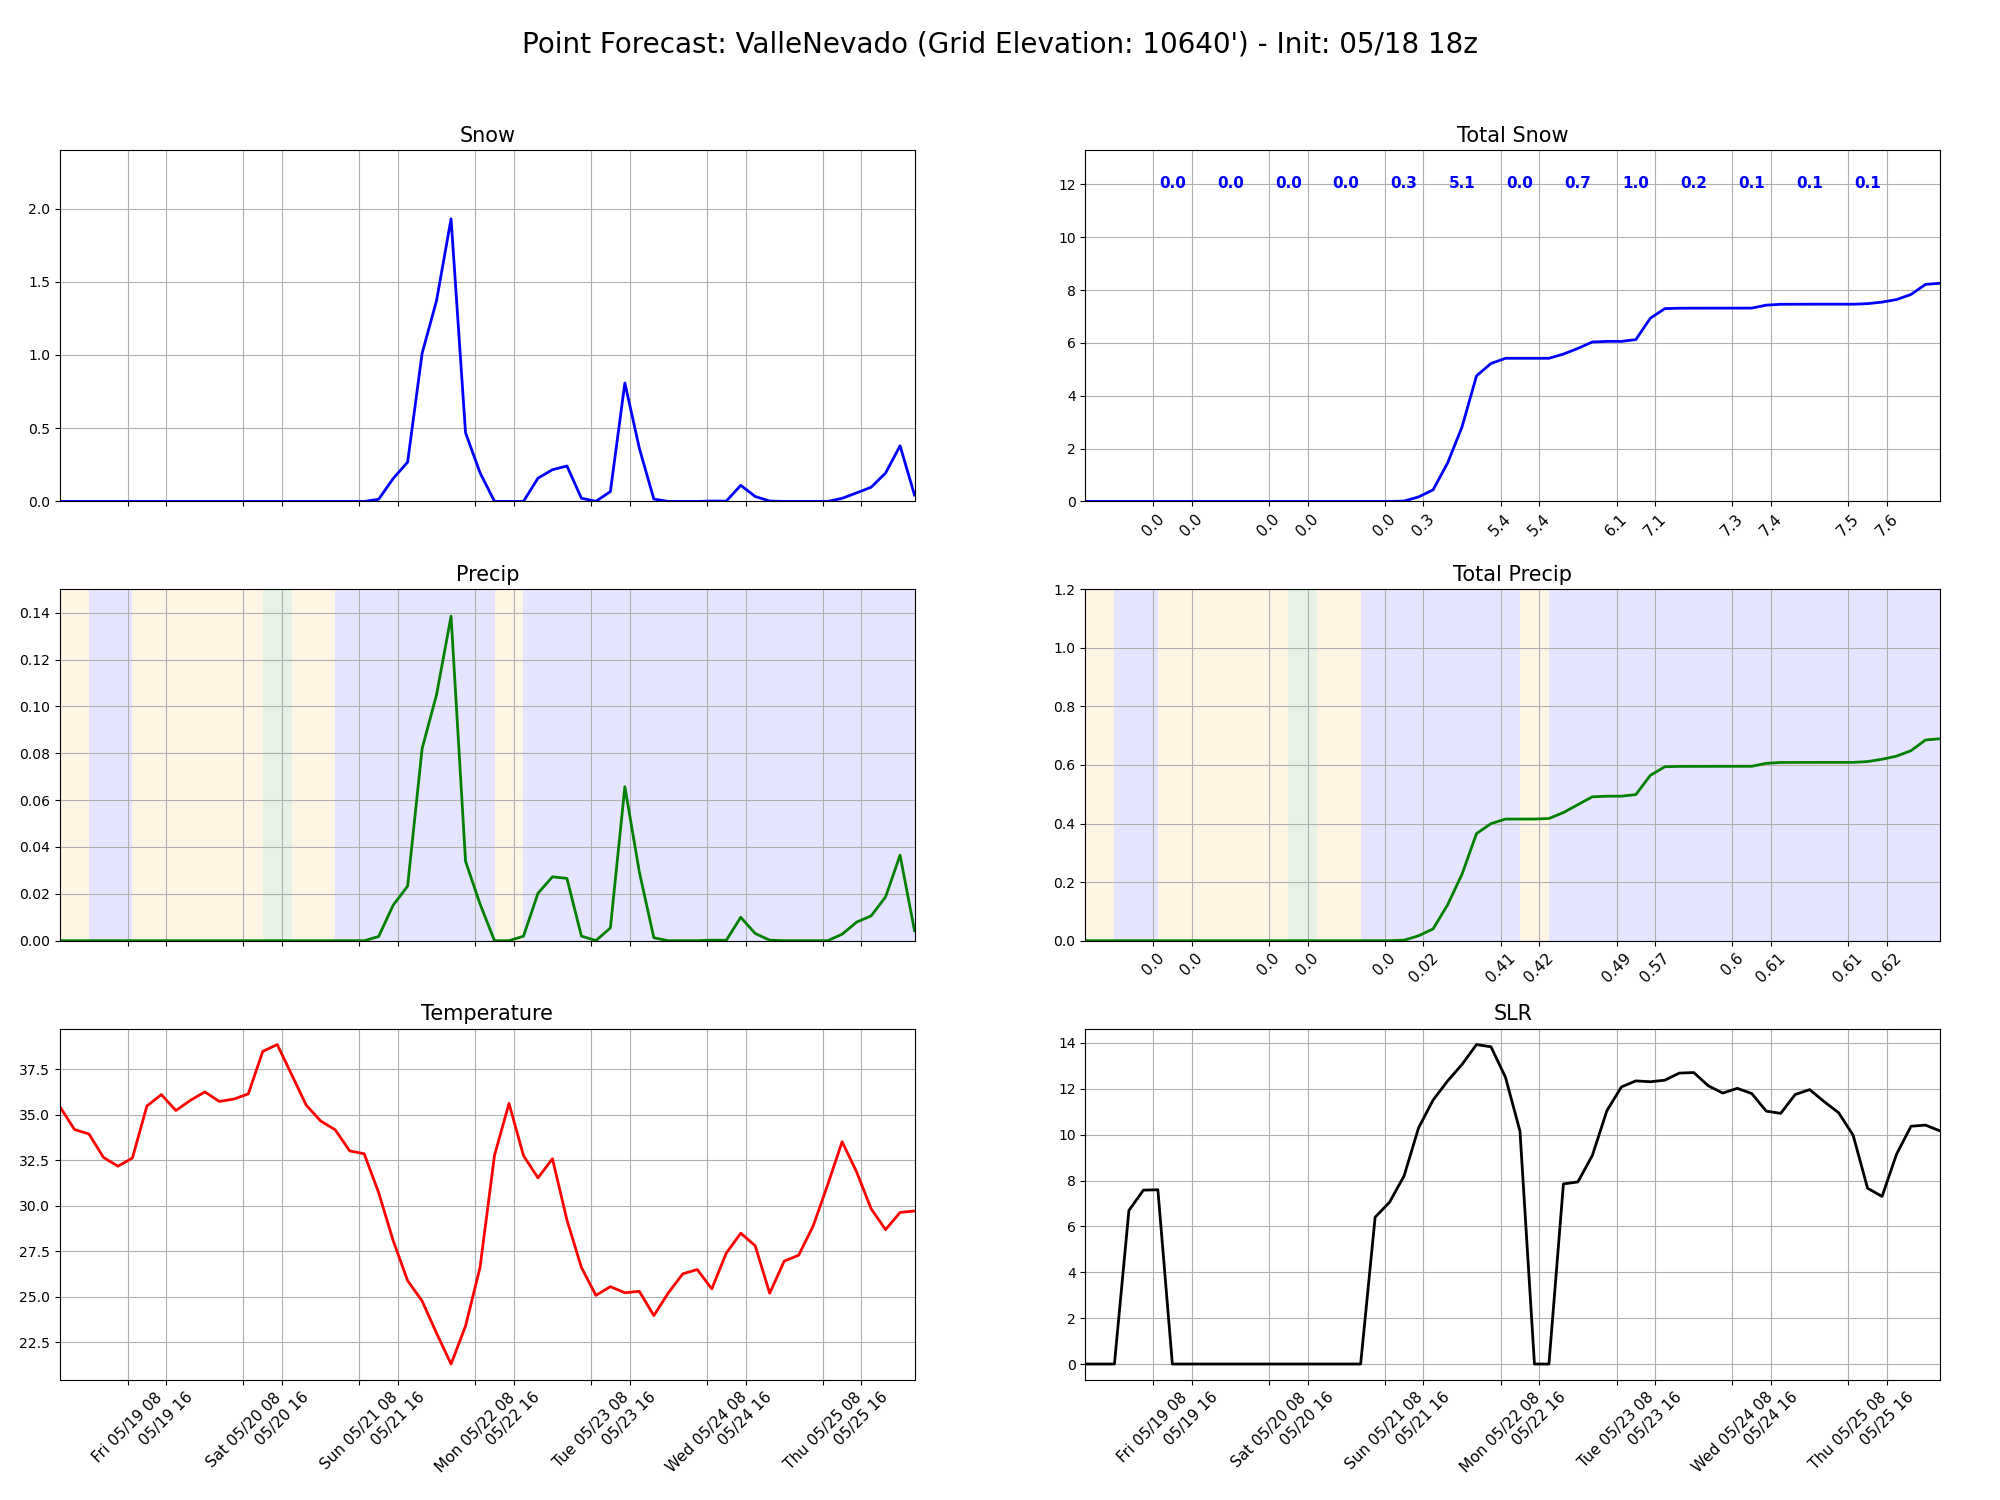 Point Forecast: ValleNevado (Grid Elevation: 10640') - Init: 05/18 18z
Snow
2.0
1.5
1.0
0.5
0.0
Total Snow
12
10
8
6
4
2
0
0.0 0.0 0.0 0.0 0.3 5.1 0.0 0.7 1.0 0.2 0.1 0.1 0.1
0.0 0.0 0.0 0.0 0.0 0.3 5.4 5.4 6.1 7.1 7.3 7.4 7.5 7.6
Precip
0.14
0.12
0.10
0.08
0.06
0.04
0.02
0.00
Total Precip
1.2
1.0
0.8
0.6
0.4
0.2
0.0
0.0 0.0 0.0 0.0 0.0 0.02 0.41 0.42 0.49 0.57 0.6 0.61 0.61 0.62
Temperature
37.5
35.0
32.5
30.0
27.5
25.0
22.5
Fri 05/19 08
05/19 16
Sat 05/20 08
05/20 16
Sun 05/21 08
05/21 16
Mon 05/22 08
05/22 16
Tue 05/23 08
05/23 16
Wed 05/24 08
05/24 16
Thu 05/25 08
05/25 16
SLR
14
12
10
8
6
4
2
0
Fri 05/19 08
05/19 16
Sat 05/20 08
05/20 16
Sun 05/21 08
05/21 16
Mon 05/22 08
05/22 16
Tue 05/23 08
05/23 16
Wed 05/24 08
05/24 16
Thu 05/25 08
05/25 16